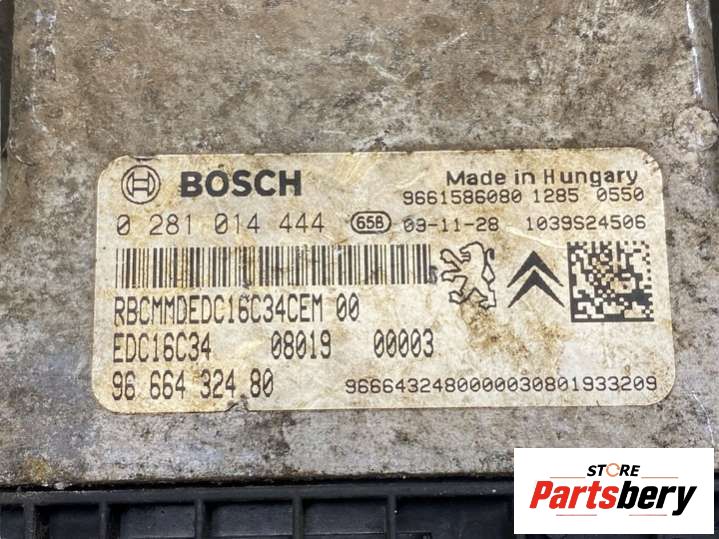 BOSCH
Made in Hungary
9661586080 1285 0550
0 281 014 444 658 09-11-28 1039S24506
RBCMMDEDC16C34CEM 00
EDC16C34 08019 00003
96 664 324 80
9666432480000030801933209
STORE
Partsbery